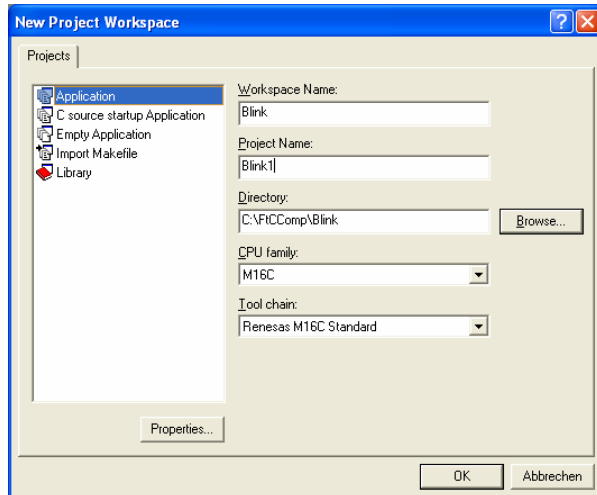 New Project Workspace
Projects
Application
C source startup Application
Empty Application
Import Makefile
Library
Properties...
Workspace Name:
Blink
Project Name:
Blink1
Directory:
C:\FtCComp\Blink
Browse...
CPU family:
M16C
Tool chain:
Renesas M16C Standard
OK
Abbrechen